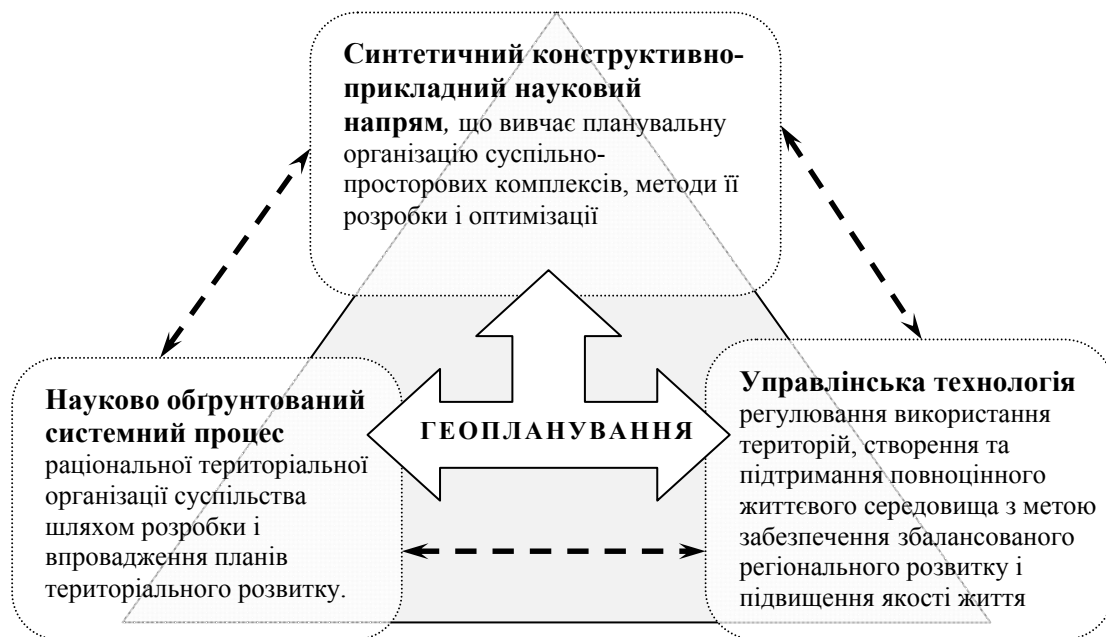 Синтетичний конструктивно-
прикладний науковий
напрям, що вивчає планувальну
організацію суспільно-
просторових комплексів, методи її
розробки і оптимізації
Науково обґрунтований
системний процес
раціональної територіальної
організації суспільства
шляхом розробки і
впровадження планів
територіального розвитку.
ГЕОПЛАНУВАННЯ
Управлінська технологія
регулювання використання
територій, створення та
підтримання повноцінного
життєвого середовища з метою
забезпечення збалансованого
регіонального розвитку і
підвищення якості життя